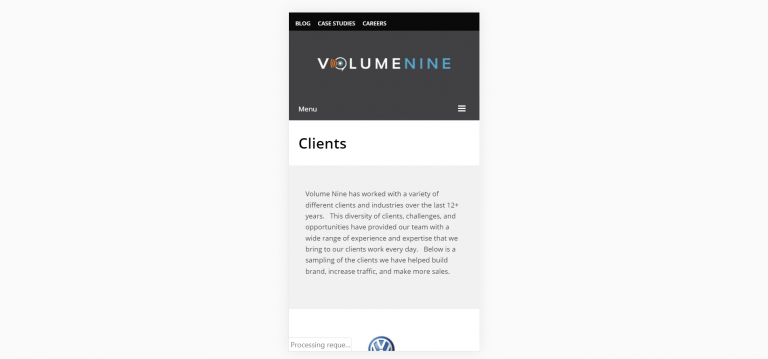 BLOG CASE STUDIES CAREERS
VOLUMENINE
Menu
Clients
Volume Nine has worked with a variety of
different clients and industries over the last 12+
years. This diversity of clients, challenges, and
opportunities have provided our team with a
wide range of experience and expertise that we
bring to our clients work every day. Below is a
sampling of the clients we have helped build
brand, increase traffic, and make more sales.
Processing reque...